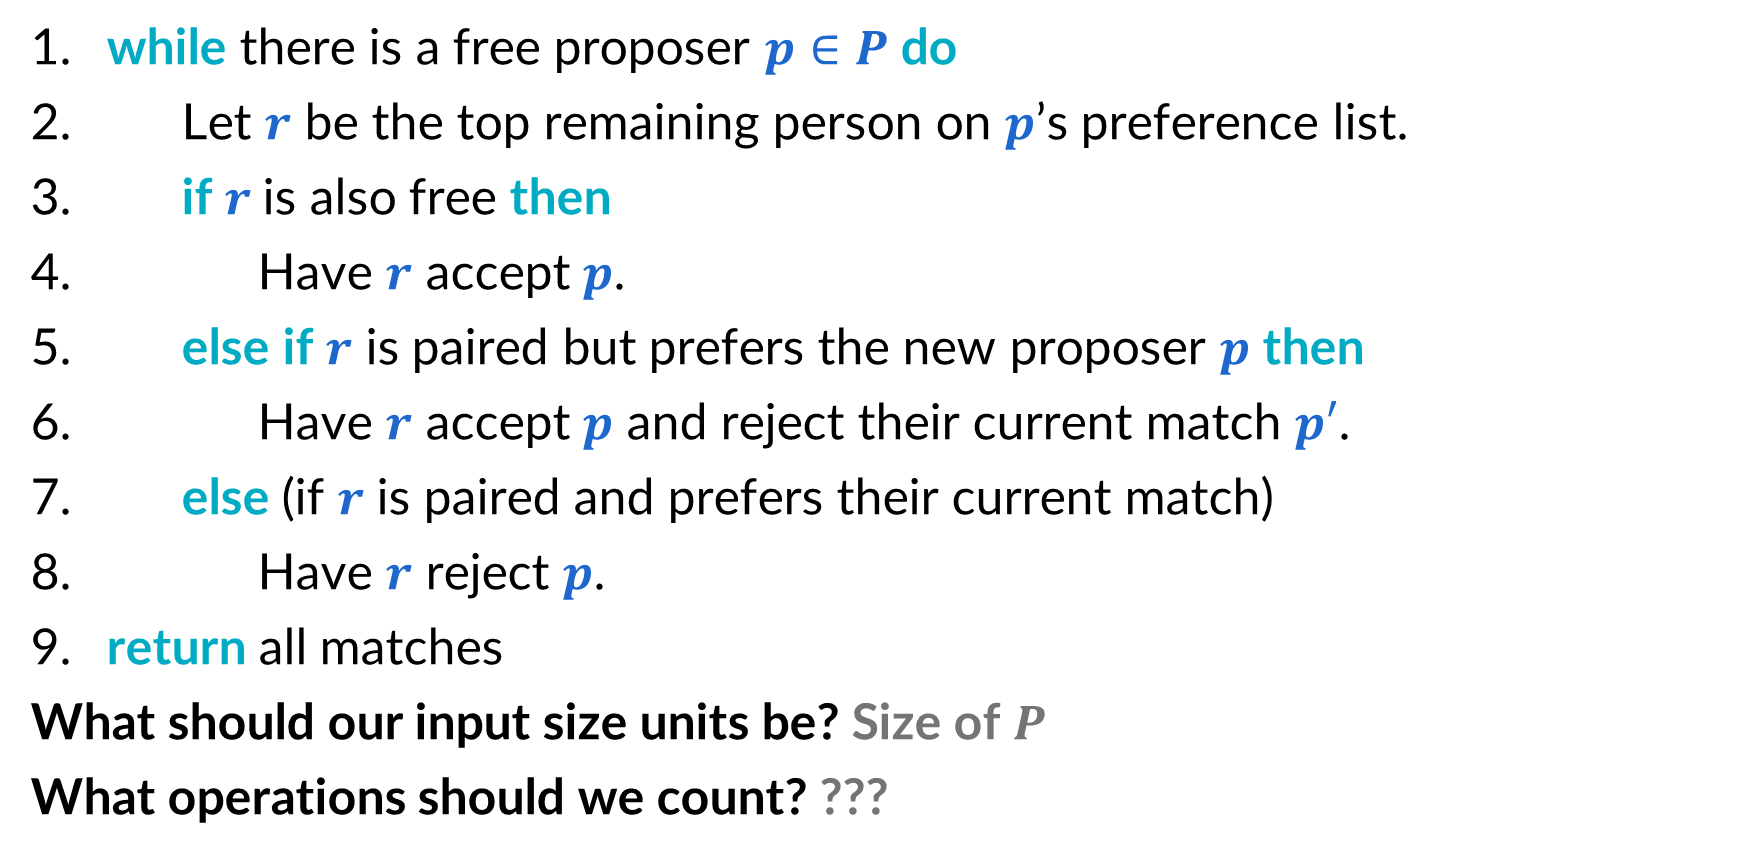 1. while there is a free proposer p ∈ P do
2. Let r be the top remaining person on p’s preference list.
3. if r is also free then
4. Have r accept p.
5. else if r is paired but prefers the new proposer p then
6. Have r accept p and reject their current match p′.
7. else (if r is paired and prefers their current match)
8. Have r reject p.
9. return all matches
What should our input size units be? Size of P
What operations should we count? ???